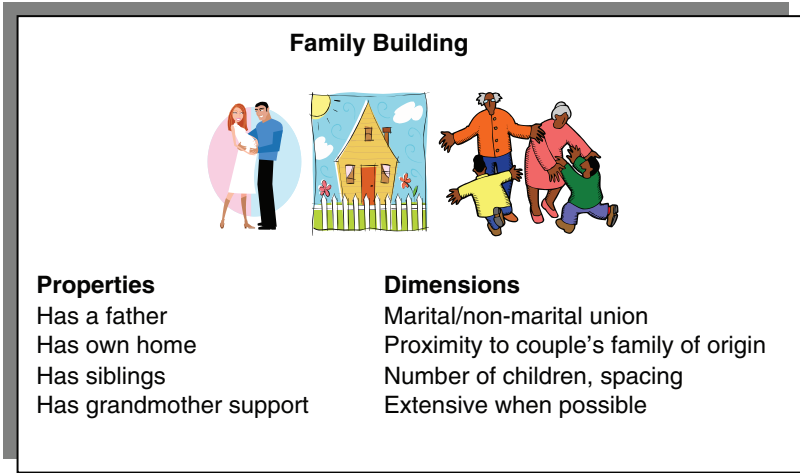 Family Building
Properties
Has a father
Has own home
Has siblings
Has grandmother support
Dimensions
Marital/non-marital union
Proximity to couple's family of origin
Number of children, spacing
Extensive when possible